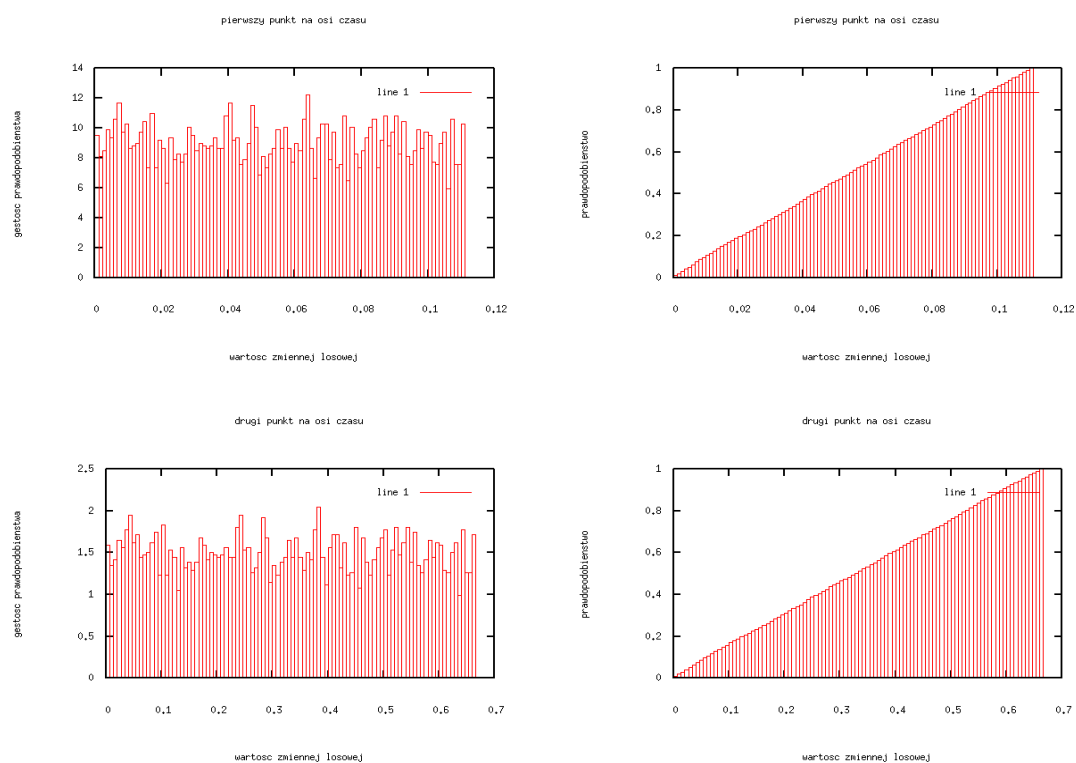 pierwszy punkt na osi czasu
gestosc prawdopodobienstwa
14
12
10
8
6
4
2
0
line 1
0 0.02 0.04 0.06 0.08 0.1 0.12
wartosc zmiennej losowej
pierwszy punkt na osi czasu
prawdopodobienstwo
1
0.8
0.6
0.4
0.2
0
line 1
0 0.02 0.04 0.06 0.08 0.1 0.12
wartosc zmiennej losowej
drugi punkt na osi czasu
gestosc prawdopodobienstwa
2.5
2
1.5
1
0.5
0
line 1
0 0.1 0.2 0.3 0.4 0.5 0.6 0.7
wartosc zmiennej losowej
drugi punkt na osi czasu
prawdopodobienstwo
1
0.8
0.6
0.4
0.2
0
line 1
0 0.1 0.2 0.3 0.4 0.5 0.6 0.7
wartosc zmiennej losowej